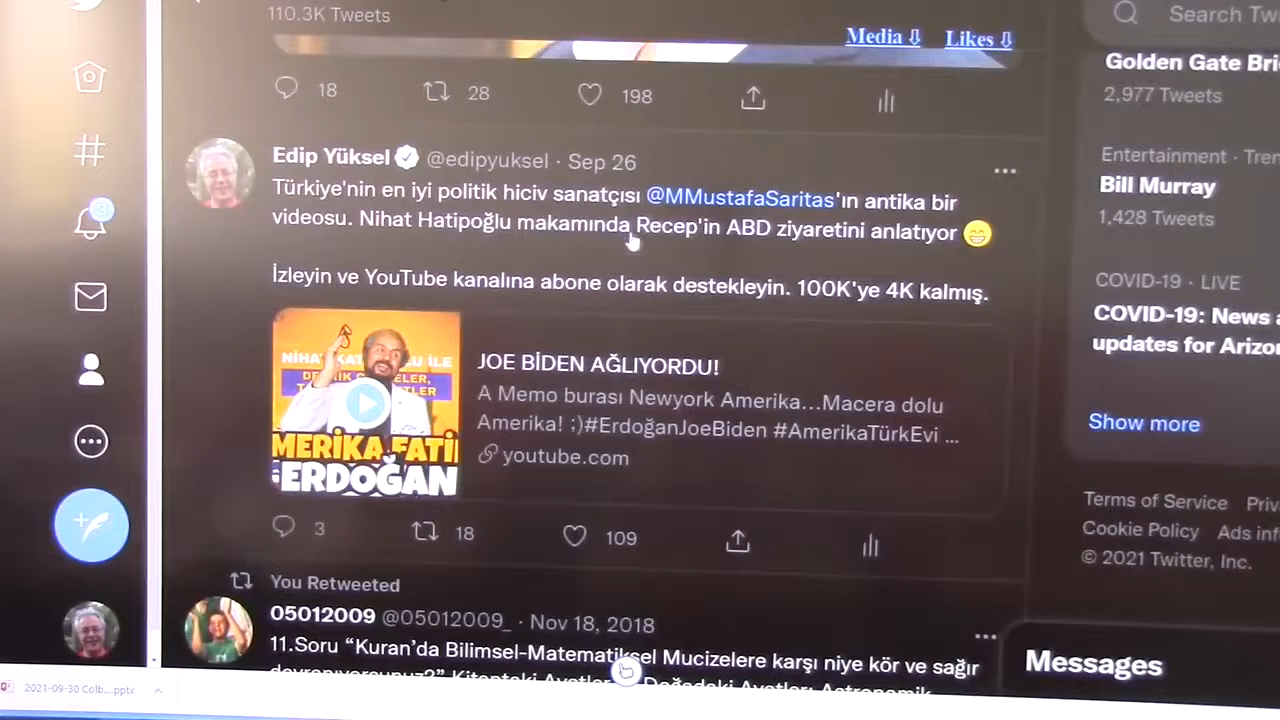 110.3K Tweets
Media ⇩ Likes ⇩
18 28 198
Edip Yüksel @edipyuksel · Sep 26
Türkiye'nin en iyi politik hiciv sanatçısı @MMustafaSaritas'ın antika bir
videosu. Nihat Hatipoğlu makamında Recep'in ABD ziyaretini anlatıyor 😁
İzleyin ve YouTube kanalına abone olarak destekleyin. 100K'ye 4K kalmış.
MERİKA FATİ
ERDOĞAN
JOE BİDEN AĞLIYORDU!
A Memo burası Newyork Amerika...Macera dolu
Amerika! ;)#ErdoğanJoeBiden #AmerikaTürkEvi ...
youtube.com
3 18 109
You Retweeted
05012009 @05012009_ · Nov 18, 2018
11.Soru “Kuran’da Bilimsel-Matematiksel Mucizelere karşı niye kör ve sağır
Search Tw
Golden Gate Bri
2,977 Tweets
Entertainment · Tren
Bill Murray
1,428 Tweets
COVID-19 · LIVE
COVID-19: News a
updates for Arizon
Show more
Terms of Service Priv
Cookie Policy Ads inf
© 2021 Twitter, Inc.
Messages
2021-09-30 Colb....pptx